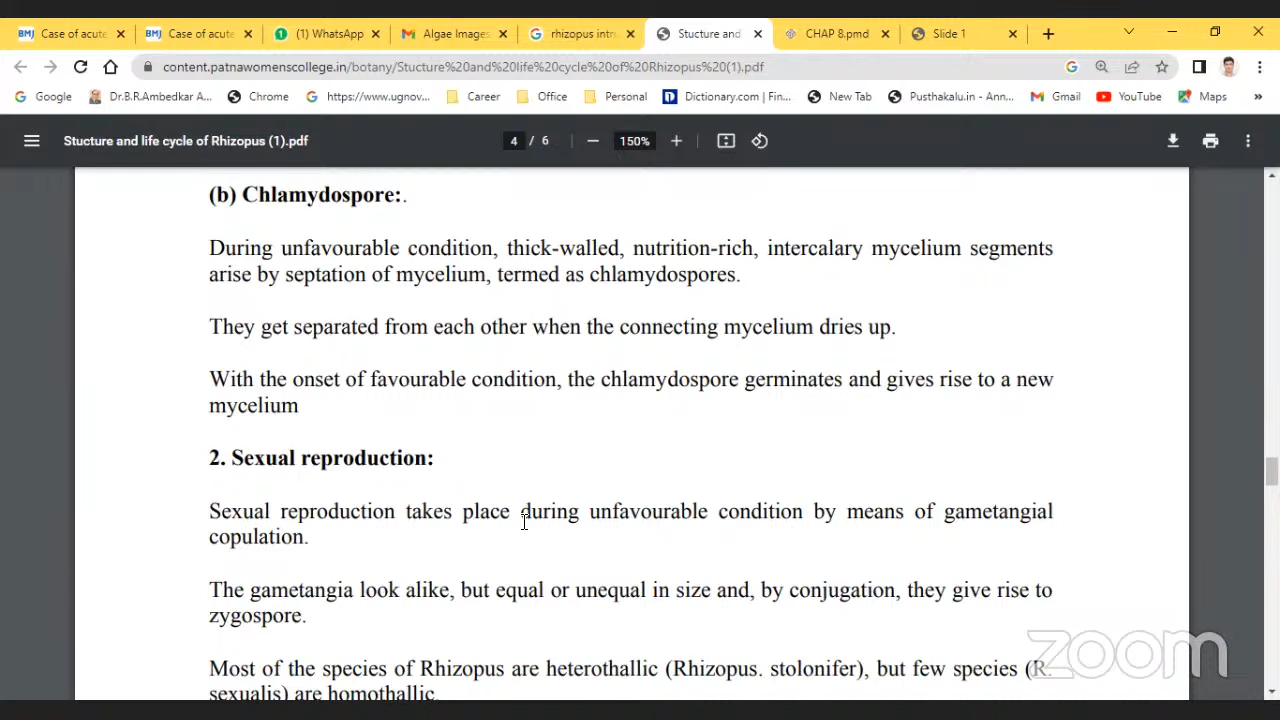 BMJ Case of acute
BMJ Case of acute
1 (1) WhatsApp
Algae Images
rhizopus intr
Stucture and
CHAP 8.pmd
Slide 1
content.patnawomenscollege.in/botany/Stucture%20and%20life%20cycle%20of%20Rhizopus%20(1).pdf
Google
Dr.B.R.Ambedkar A...
Chrome
https://www.ugnov...
Career
Office
Personal
Dictionary.com | Fin...
New Tab
Pusthakalu.in - Ann...
Gmail
YouTube
Maps
»
Stucture and life cycle of Rhizopus (1).pdf
4 / 6
150%
(b) Chlamydospore:.
During unfavourable condition, thick-walled, nutrition-rich, intercalary mycelium segments
arise by septation of mycelium, termed as chlamydospores.
They get separated from each other when the connecting mycelium dries up.
With the onset of favourable condition, the chlamydospore germinates and gives rise to a new
mycelium
2. Sexual reproduction:
Sexual reproduction takes place during unfavourable condition by means of gametangial
copulation.
The gametangia look alike, but equal or unequal in size and, by conjugation, they give rise to
zygospore.
Most of the species of Rhizopus are heterothallic (Rhizopus. stolonifer), but few species (R.
sexualis) are homothallic.
zoom